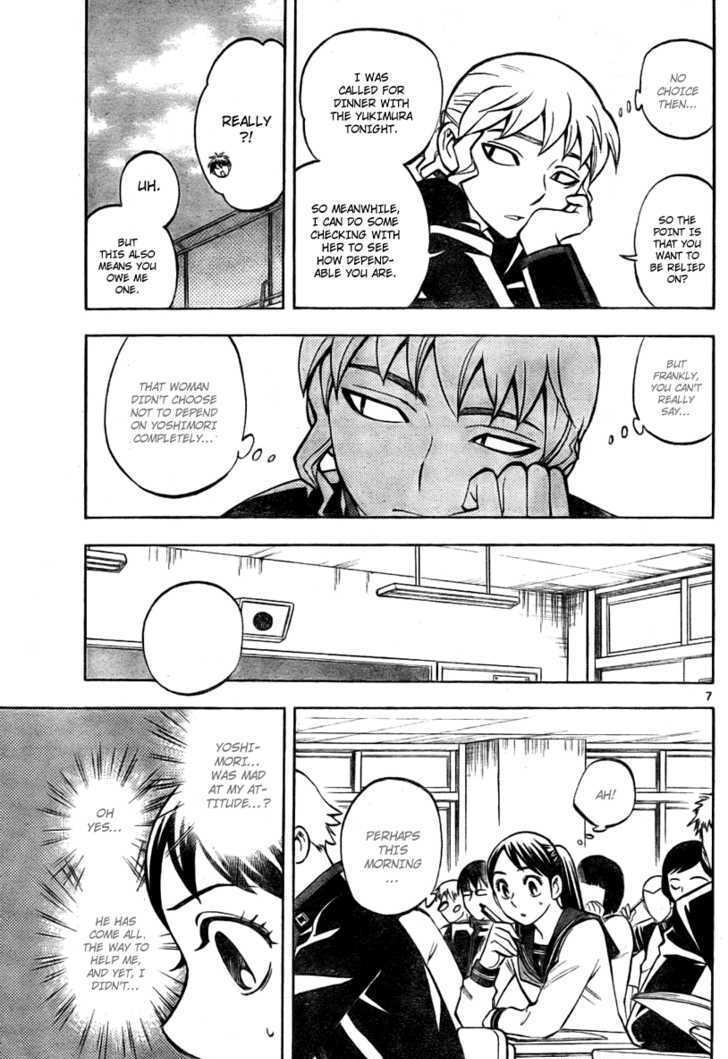 NO
CHOICE
THEN...
SO THE
POINT IS
THAT YOU
WANT TO
BE RELIED
ON?
I WAS
CALLED FOR
DINNER WITH
THE YUKIMURA
TONIGHT.
SO MEANWHILE,
I CAN DO SOME
CHECKING WITH
HER TO SEE
HOW DEPEND-
ABLE YOU ARE.
REALLY
?!
UH.
BUT
THIS ALSO
MEANS YOU
OWE ME
ONE.
BUT
FRANKLY,
YOU CAN'T
REALLY
SAY...
THAT WOMAN
DIDN'T CHOOSE
NOT TO DEPEND
ON YOSHIMORI
COMPLETELY...
7
AH!
PERHAPS
THIS
MORNING
...
YOSHI-
MORI...
WAS MAD
AT MY AT-
TITUDE...?
OH
YES...
HE HAS
COME ALL
THE WAY TO
HELP ME,
AND YET, I
DIDN'T...